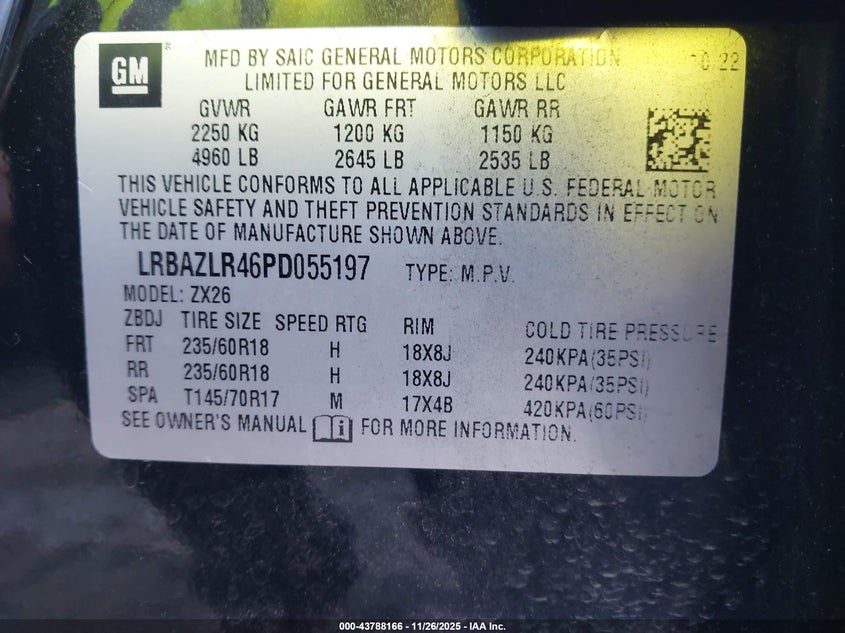 GM
MFD BY SAIC GENERAL MOTORS CORPORATION
LIMITED FOR GENERAL MOTORS LLC
GVWR GAWR FRT GAWR RR
2250 KG 1200 KG 1150 KG
4960 LB 2645 LB 2535 LB
THIS VEHICLE CONFORMS TO ALL APPLICABLE U.S. FEDERAL MOTOR
VEHICLE SAFETY AND THEFT PREVENTION STANDARDS IN EFFECT ON
THE DATE OF MANUFACTURE SHOWN ABOVE.
LRBAZLR46PD055197 TYPE: M.P.V.
MODEL: ZX26
ZBDJ TIRE SIZE SPEED RTG RIM COLD TIRE PRESSURE
FRT 235/60R18 H 18X8J 240KPA(35PSI)
RR 235/60R18 H 18X8J 240KPA(35PSI)
SPA T145/70R17 M 17X4B 420KPA(60PSI)
SEE OWNER'S MANUAL FOR MORE INFORMATION.
000-43788166 - 11/26/2025 - IAA Inc.